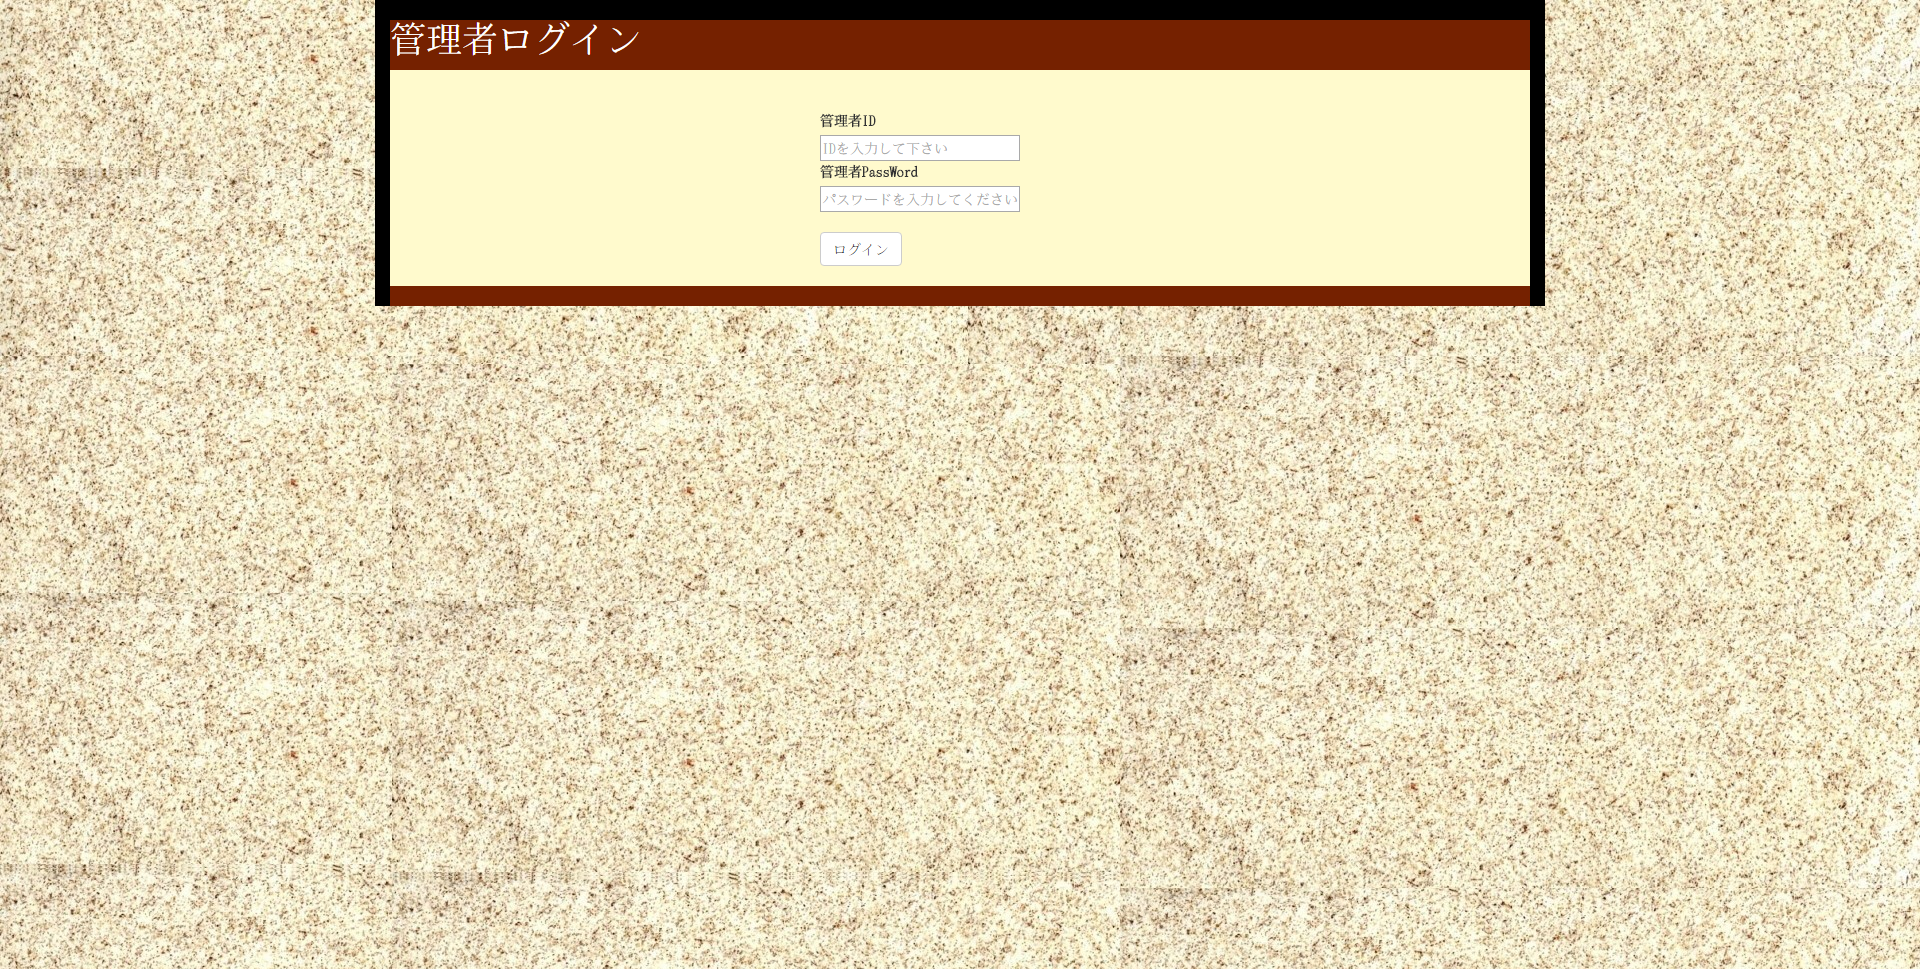 管理者ログイン
管理者ID
IDを入力して下さい
管理者PassWord
パスワードを入力してください
ログイン